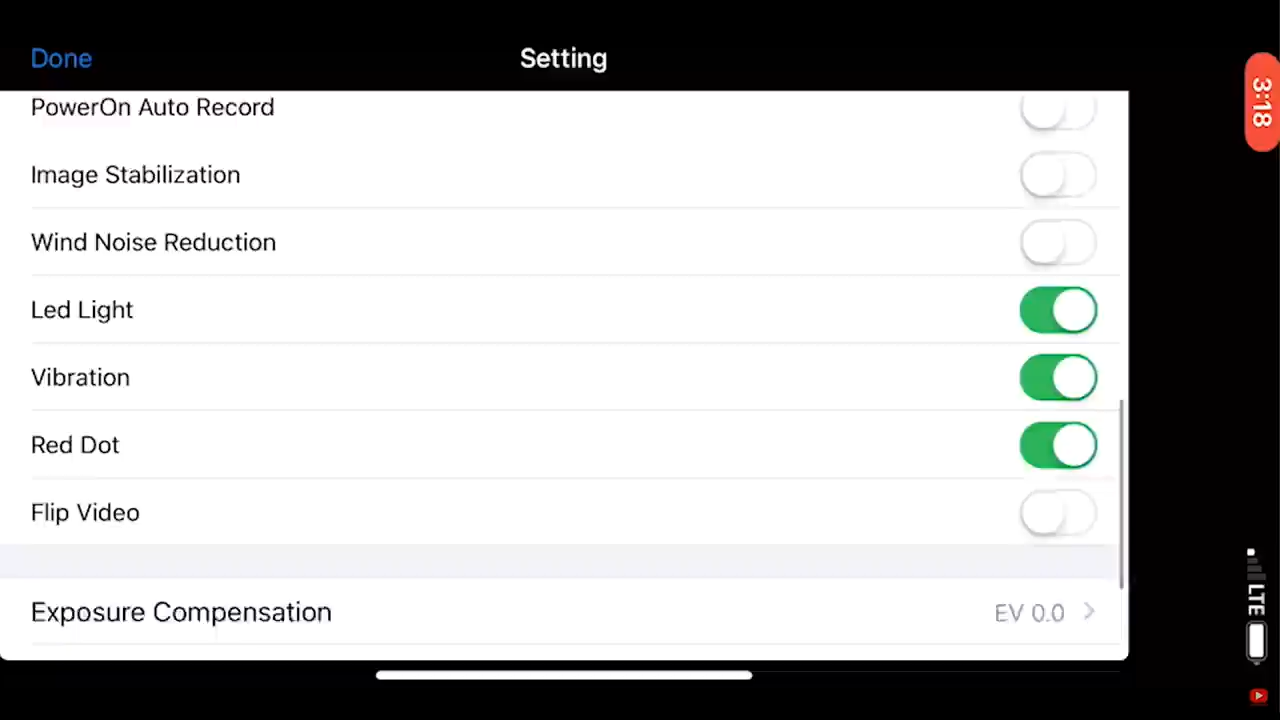 Done
Setting
PowerOn Auto Record
Image Stabilization
Wind Noise Reduction
Led Light
Vibration
Red Dot
Flip Video
Exposure Compensation EV 0.0
3:18
LTE